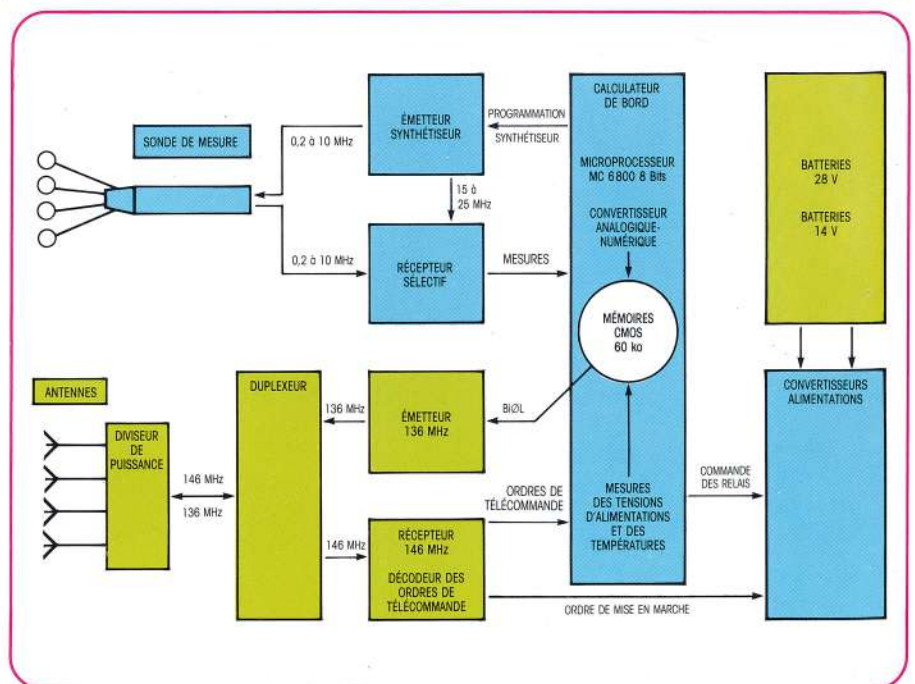 SONDE DE MESURE
0,2 à 10 MHz
ÉMETTEUR
SYNTHÉTISEUR
PROGRAMMATION
SYNTHÉTISEUR
15 à
25 MHz
0,2 à 10 MHz
RÉCEPTEUR
SÉLECTIF
MESURES
CALCULATEUR
DE BORD
MICROPROCESSEUR
MC 6800 8 Bits
CONVERTISSEUR
ANALOGIQUE-
NUMÉRIQUE
MÉMOIRES
CMOS
60 ko
MESURES
DES TENSIONS
D'ALIMENTATIONS
ET DES
TEMPÉRATURES
BATTERIES
28 V
BATTERIES
14 V
CONVERTISSEURS
ALIMENTATIONS
ANTENNES
DIVISEUR
DE
PUISSANCE
146 MHz
136 MHz
DUPLEXEUR
136 MHz
ÉMETTEUR
136 MHz
BiØL
146 MHz
RÉCEPTEUR
146 MHz
DÉCODEUR DES
ORDRES DE
TÉLÉCOMMANDE
ORDRES DE
TÉLÉCOMMANDE
COMMANDE
DES RELAIS
ORDRE DE MISE EN MARCHE